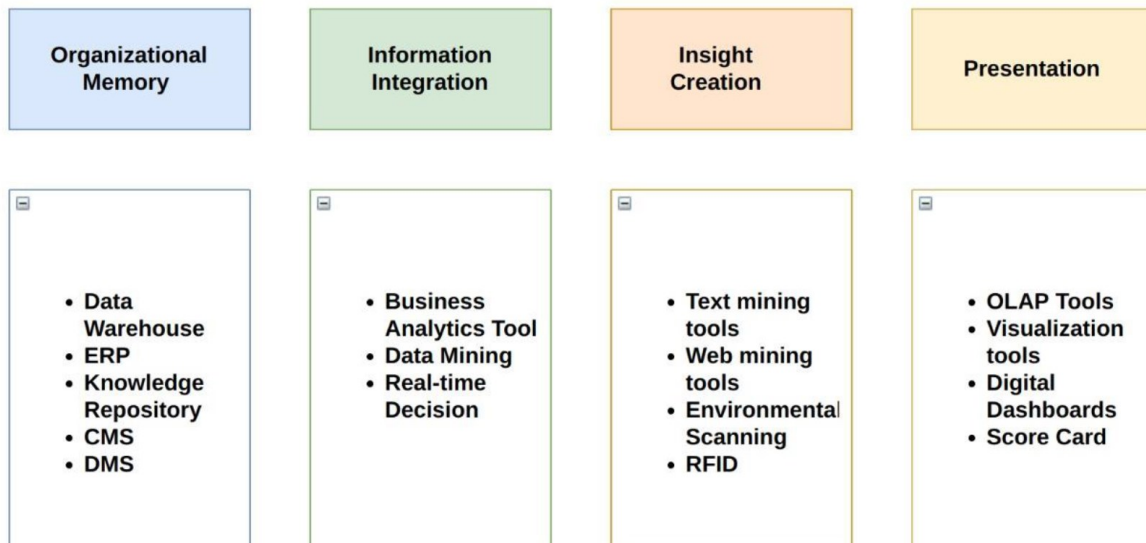 Organizational
Memory
Information
Integration
Insight
Creation
Presentation
• Data
Warehouse
• ERP
• Knowledge
Repository
• CMS
• DMS
• Business
Analytics Tool
• Data Mining
• Real-time
Decision
• Text mining
tools
• Web mining
tools
• Environmental
Scanning
• RFID
• OLAP Tools
• Visualization
tools
• Digital
Dashboards
• Score Card